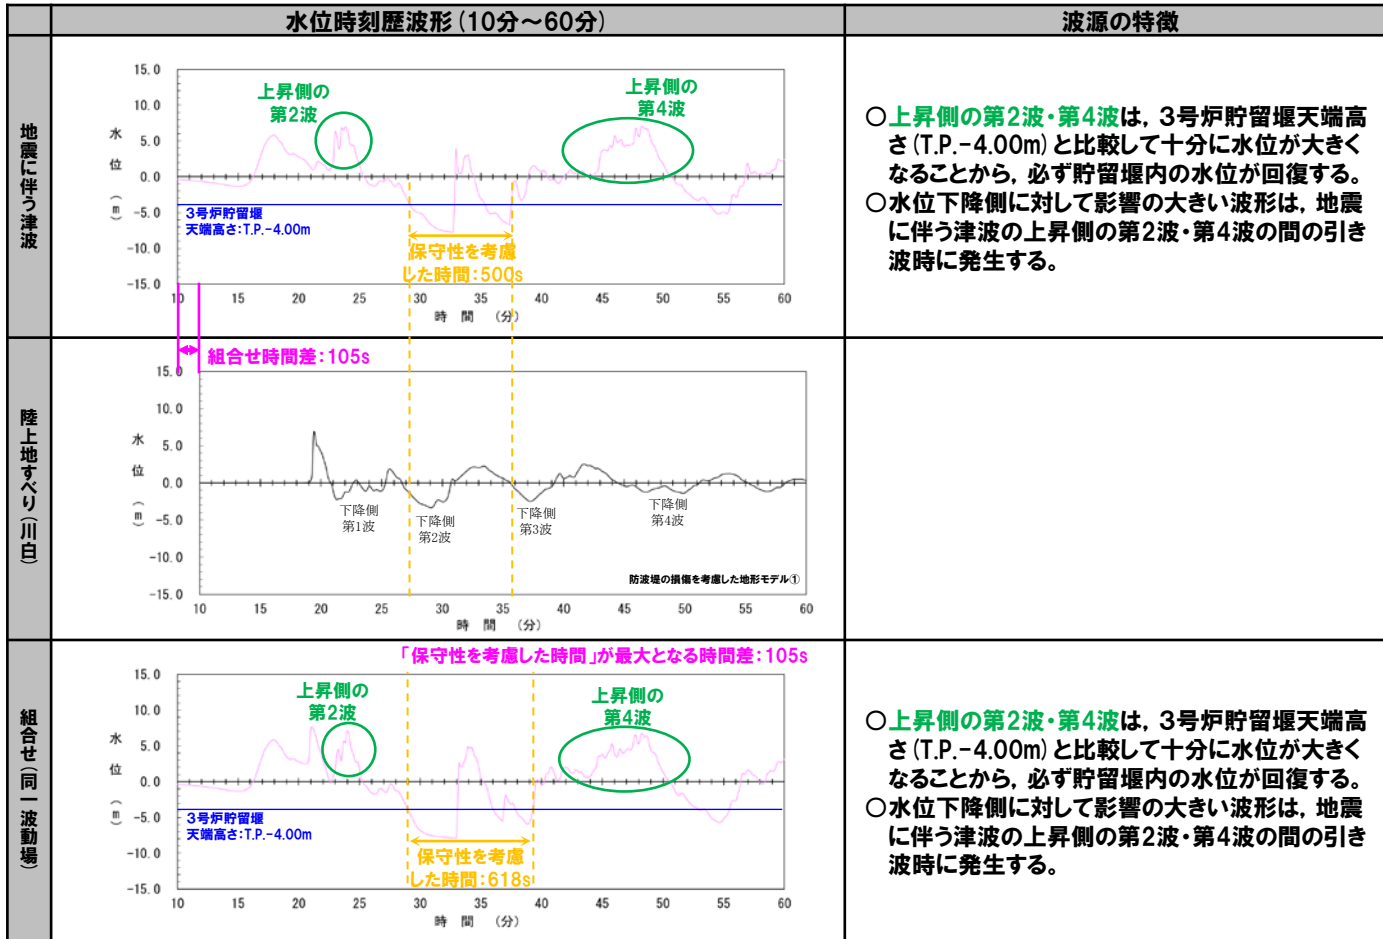 水位時刻歴波形(10分～60分)
波源の特徴
地震に伴う津波
上昇側の
第2波
上昇側の
第4波
水位(m)
15.0
10.0
5.0
0.0
-5.0
-10.0
-15.0
3号炉貯留堰
天端高さ:T.P.-4.00m
保守性を考慮
した時間:500s
10 15 20 25 30 35 40 45 50 55 60
時 間 (分)
○上昇側の第2波・第4波は, 3号炉貯留堰天端高
さ(T.P.-4.00m)と比較して十分に水位が大きく
なることから, 必ず貯留堰内の水位が回復する。
○水位下降側に対して影響の大きい波形は, 地震
に伴う津波の上昇側の第2波・第4波の間の引き
波時に発生する。
陸上地すべり(川白)
組合せ時間差:105s
水位(m)
15.0
10.0
5.0
0.0
-5.0
-10.0
-15.0
下降側
第1波
下降側
第2波
下降側
第3波
下降側
第4波
防波堤の損傷を考慮した地形モデル①
10 15 20 25 30 35 40 45 50 55 60
時 間 (分)
組合せ(同一波動場)
「保守性を考慮した時間」が最大となる時間差:105s
上昇側の
第2波
上昇側の
第4波
水位(m)
15.0
10.0
5.0
0.0
-5.0
-10.0
-15.0
3号炉貯留堰
天端高さ:T.P.-4.00m
保守性を考慮
した時間:618s
10 15 20 25 30 35 40 45 50 55 60
時 間 (分)
○上昇側の第2波・第4波は, 3号炉貯留堰天端高
さ(T.P.-4.00m)と比較して十分に水位が大きく
なることから, 必ず貯留堰内の水位が回復する。
○水位下降側に対して影響の大きい波形は, 地震
に伴う津波の上昇側の第2波・第4波の間の引き
波時に発生する。